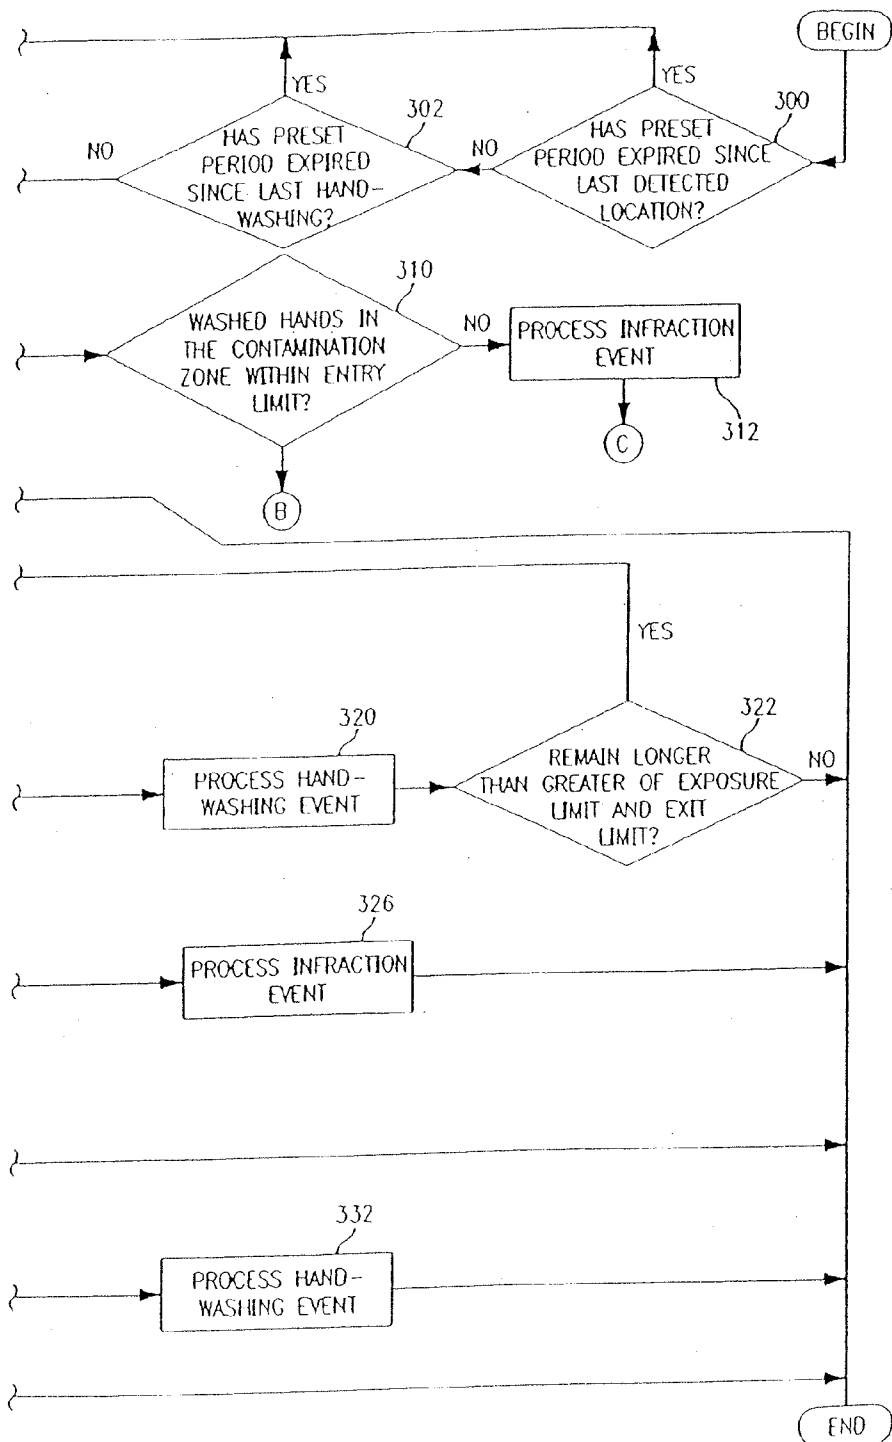 BEGIN
YES
YES
302
300
NO
HAS PRESET
PERIOD EXPIRED
SINCE LAST HAND-
WASHING?
NO
HAS PRESET
PERIOD EXPIRED SINCE
LAST DETECTED
LOCATION?
310
WASHED HANDS IN
THE CONTAMINATION
ZONE WITHIN ENTRY
LIMIT?
NO
PROCESS INFRACTION
EVENT
312
C
B
YES
320
PROCESS HAND-
WASHING EVENT
322
REMAIN LONGER
THAN GREATER OF EXPOSURE
LIMIT AND EXIT
LIMIT?
NO
326
PROCESS INFRACTION
EVENT
332
PROCESS HAND-
WASHING EVENT
END